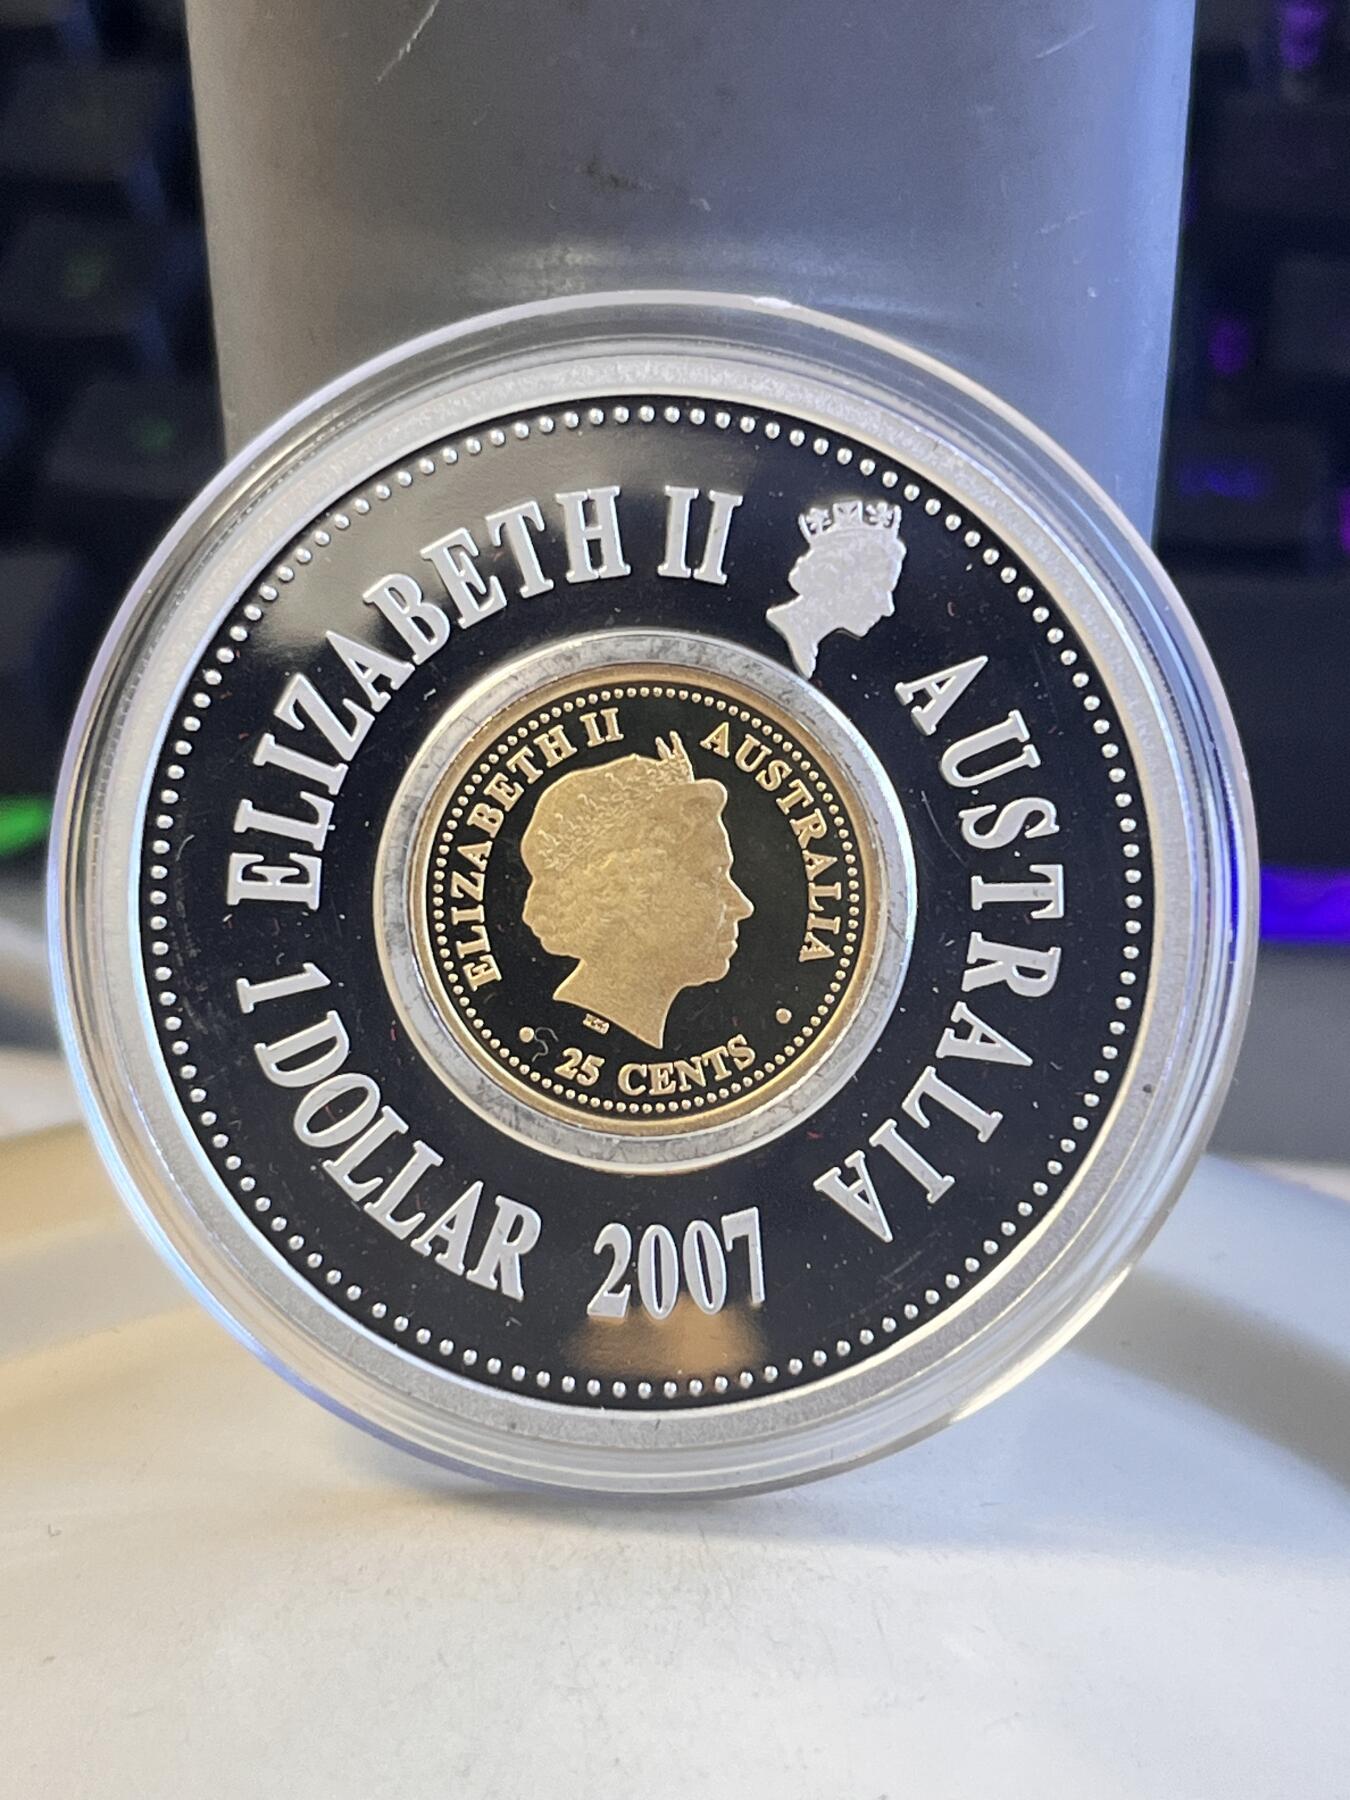 ELIZABETH II
AUSTRALIA
1 DOLLAR 2007
ELIZABETH II
AUSTRALIA
25 CENTS